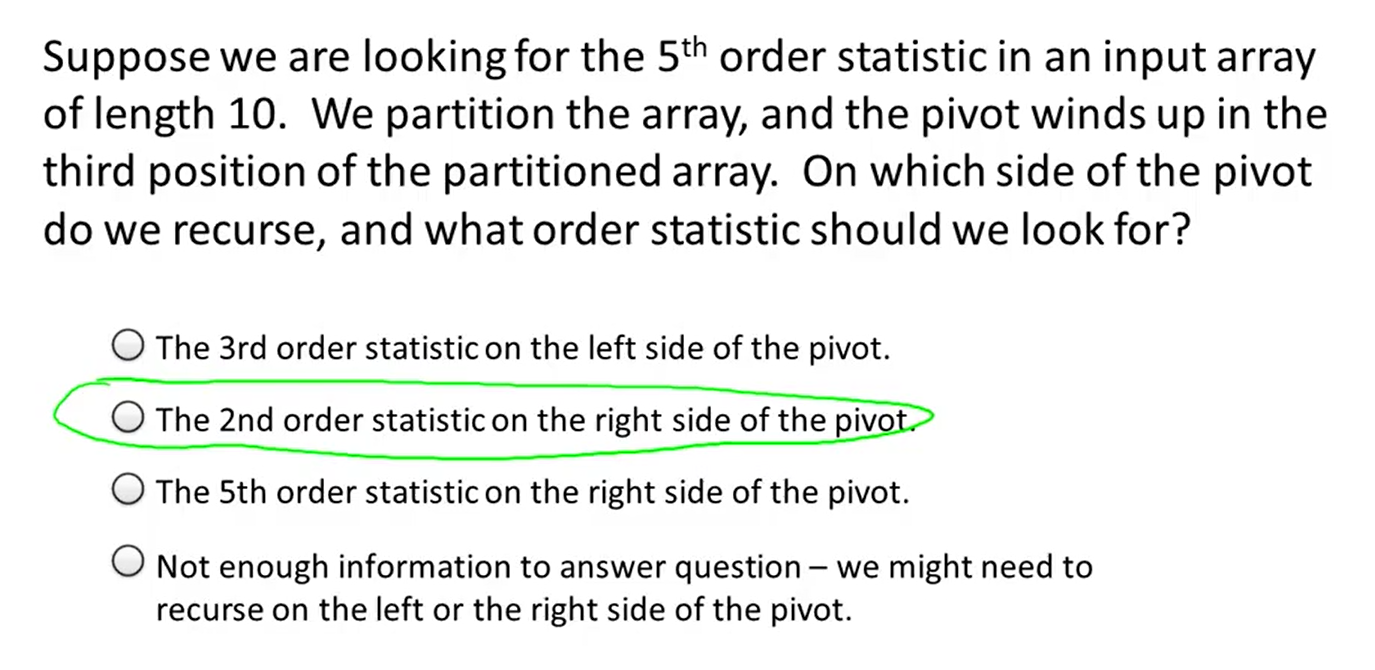 Suppose we are looking for the 5th order statistic in an input array
of length 10. We partition the array, and the pivot winds up in the
third position of the partitioned array. On which side of the pivot
do we recurse, and what order statistic should we look for?
The 3rd order statistic on the left side of the pivot.
The 2nd order statistic on the right side of the pivot.
The 5th order statistic on the right side of the pivot.
Not enough information to answer question – we might need to
recurse on the left or the right side of the pivot.